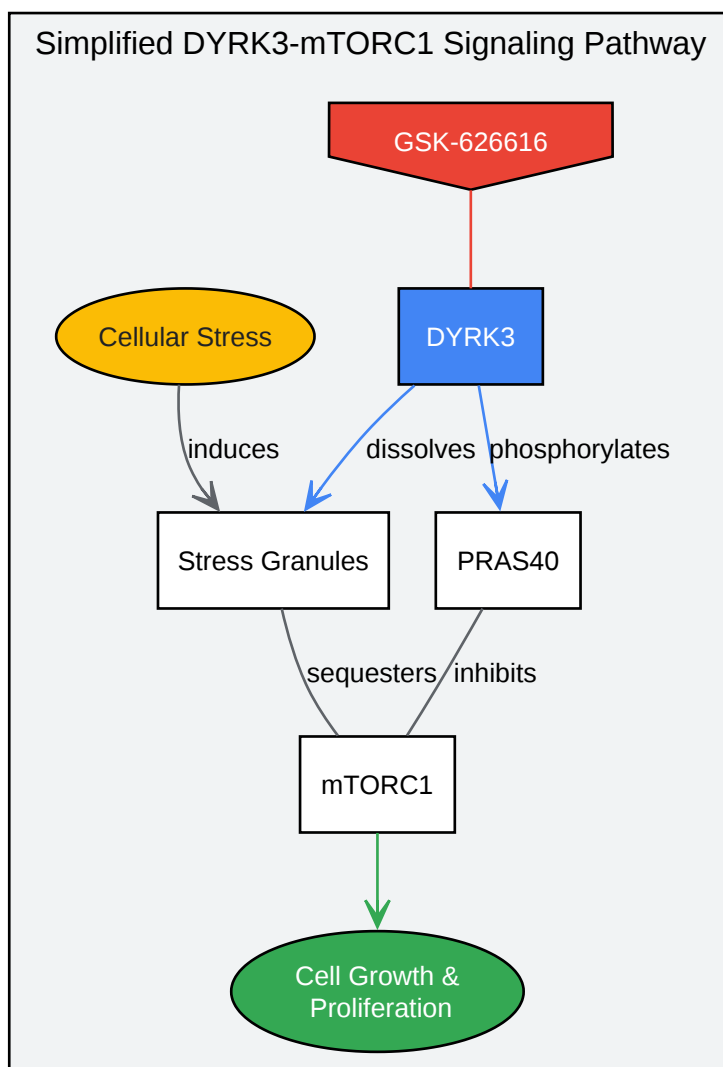 Simplified DYRK3-mTORC1 Signaling Pathway
GSK-626616
Cellular Stress
DYRK3
induces
dissolves
phosphorylates
Stress Granules
PRAS40
sequesters
inhibits
mTORC1
Cell Growth &
Proliferation